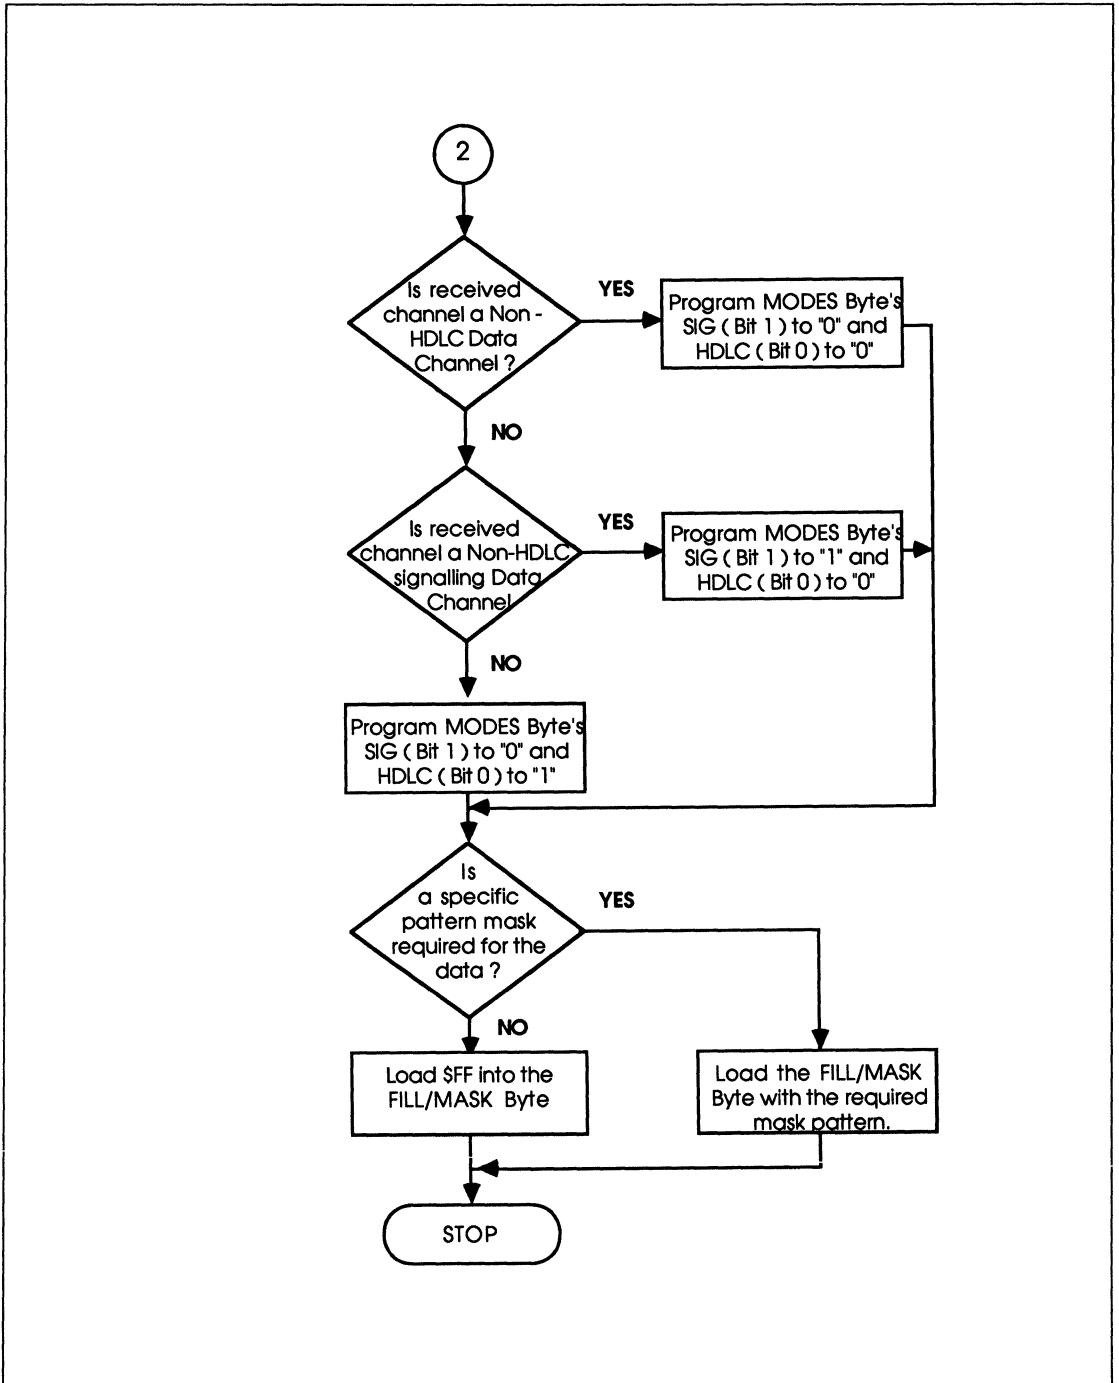 2
Is received
channel a Non -
HDLC Data
Channel ?
YES
Program MODES Byte's
SIG ( Bit 1 ) to "0" and
HDLC ( Bit 0 ) to "0"
NO
Is received
channel a Non-HDLC
signalling Data
Channel
YES
Program MODES Byte's
SIG ( Bit 1 ) to "1" and
HDLC ( Bit 0 ) to "0"
NO
Program MODES Byte's
SIG ( Bit 1 ) to "0" and
HDLC ( Bit 0 ) to "1"
Is
a specific
pattern mask
required for the
data ?
YES
NO
Load $FF into the
FILL/MASK Byte
Load the FILL/MASK
Byte with the required
mask pattern.
STOP